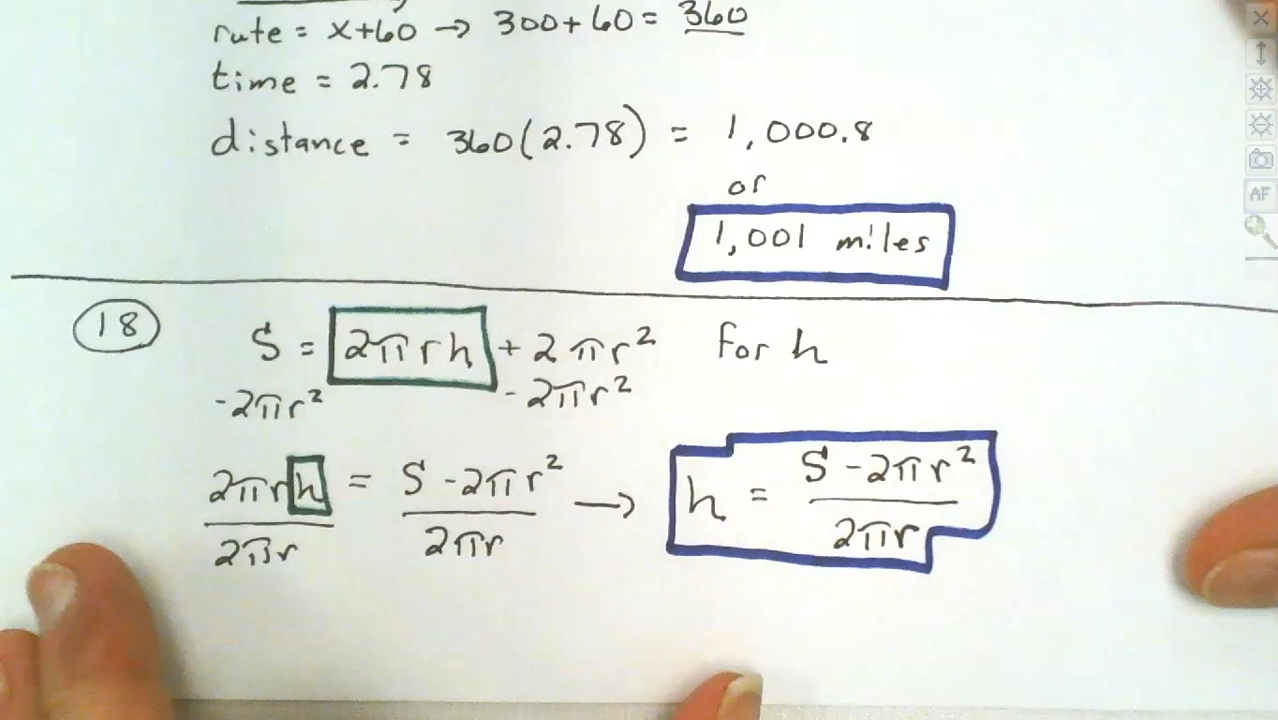 rate = x+60 → 300+60 = 360
time = 2.78
distance = 360(2.78) = 1,000.8
or
1,001 miles
18 S = 2πrh + 2πr² for h
-2πr² -2πr²
2πrh/2πr = S-2πr²/2πr → h = S-2πr²/2πr
AF